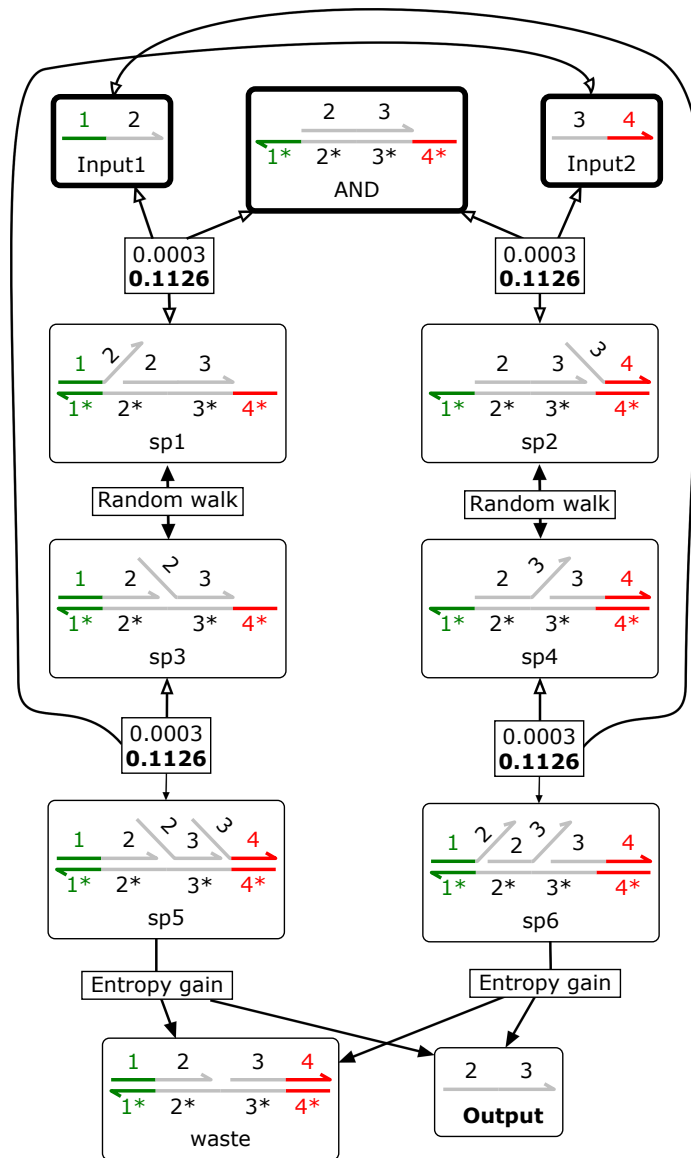 1 2
Input1
2 3
1* 2* 3* 4*
AND
3 4
Input2
0.0003
0.1126
0.0003
0.1126
1 2 2 3
1* 2* 3* 4*
sp1
2 3 3 4
1* 2* 3* 4*
sp2
Random walk
Random walk
1 2 2 3
1* 2* 3* 4*
sp3
2 3 3 4
1* 2* 3* 4*
sp4
0.0003
0.1126
0.0003
0.1126
1 2 2 3 3 4
1* 2* 3* 4*
sp5
1 2 2 3 3 4
1* 2* 3* 4*
sp6
Entropy gain
Entropy gain
1 2 3 4
1* 2* 3* 4*
waste
2 3
Output